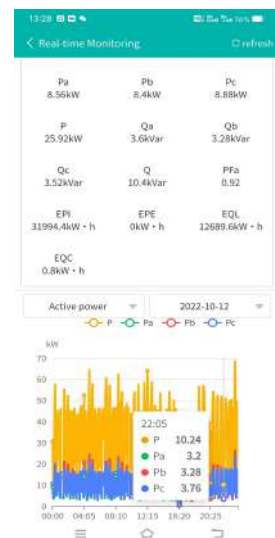 13:28
76%
Real-time Monitoring refresh
Pa Pb Pc
8.56kW 8.4kW 8.88kW
P Qa Qb
25.92kW 3.6kVar 3.28kVar
Qc Q PFa
3.52kVar 10.4kVar 0.92
EPI EPE EQL
31994.4kW·h 0kW·h 12689.6kW·h
EQC
0.8kW·h
Active power 2022-10-12
P Pa Pb Pc
kW
70
60
50
40
30
20
10
0
22:05
P 10.24
Pa 3.2
Pb 3.28
Pc 3.76
00:00 04:05 09:10 12:15 18:20 20:25